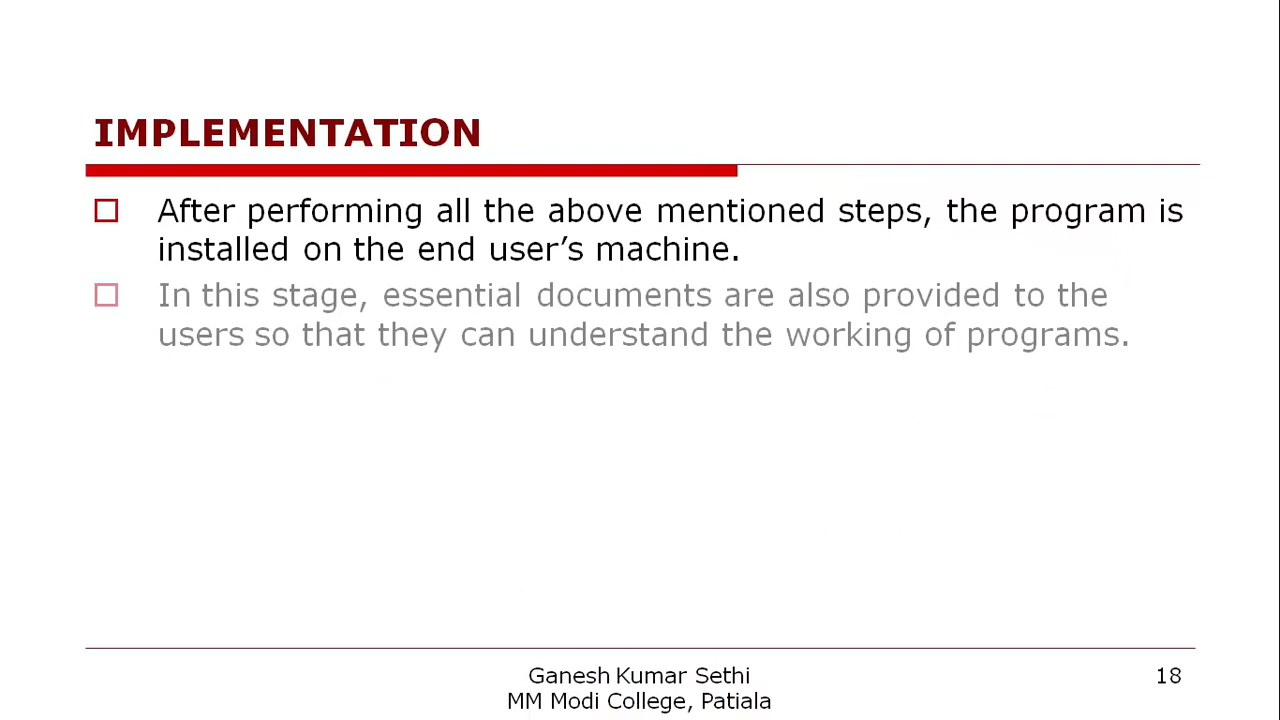 IMPLEMENTATION
After performing all the above mentioned steps, the program is
installed on the end user’s machine.
In this stage, essential documents are also provided to the
users so that they can understand the working of programs.
Ganesh Kumar Sethi
MM Modi College, Patiala
18